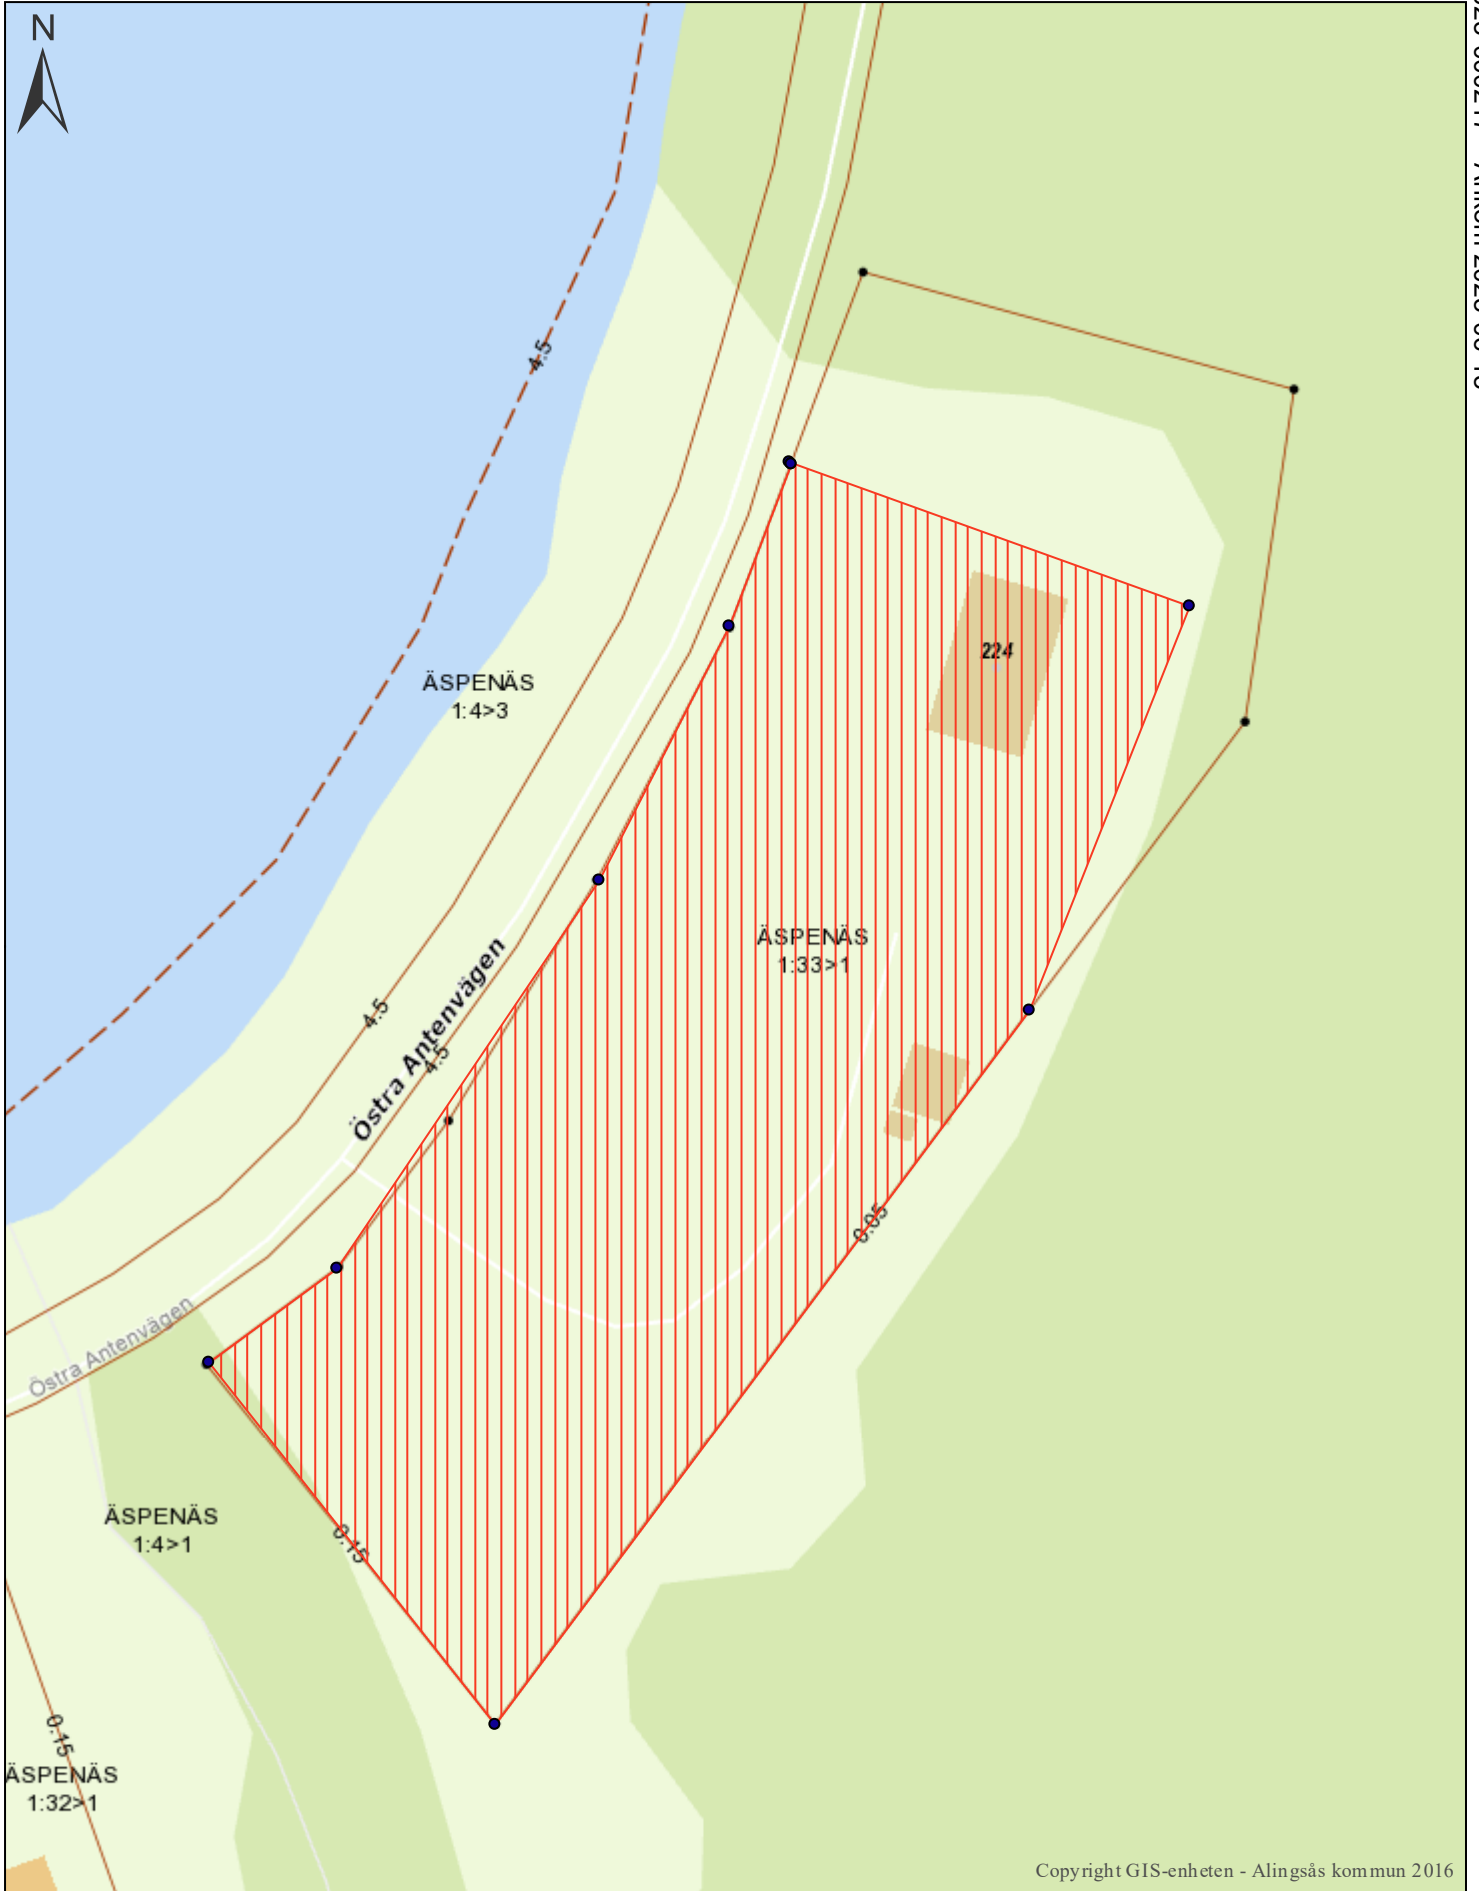 N
4.5
ÄSPENÄS
1:4>3
224
ÄSPENÄS
1:33>1
4.5
Östra Antenvägen
4.5
0.05
Östra Antenvägen
ÄSPENÄS
1:4>1
0.15
0.15
ÄSPENÄS
1:32>1
Copyright GIS-enheten - Alingsås kommun 2016